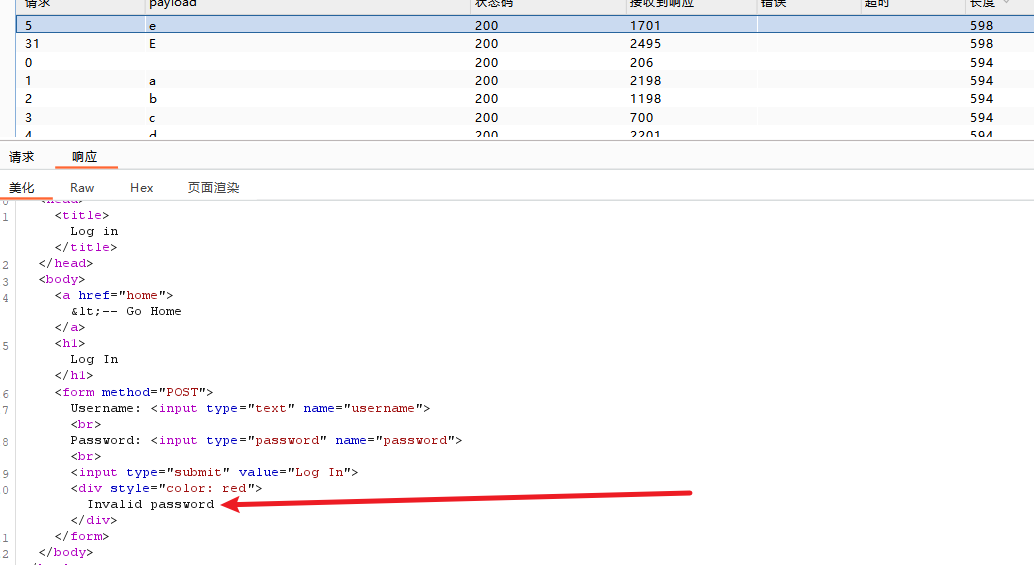 请求 payload 状态码 接收到响应 错误 超时 长度
5 e 200 1701 598
31 E 200 2495 598
0 200 206 594
1 a 200 2198 594
2 b 200 1198 594
3 c 200 700 594
4 d 200 2201 594
请求 响应
美化 Raw Hex 页面渲染
0 <head>
1 <title>
Log in
</title>
2 </head>
3 <body>
4 <a href="home">
&lt;-- Go Home
</a>
5 <h1>
Log In
</h1>
6 <form method="POST">
7 Username: <input type="text" name="username">
<br>
8 Password: <input type="password" name="password">
<br>
9 <input type="submit" value="Log In">
0 <div style="color: red">
Invalid password
</div>
1 </form>
2 </body>